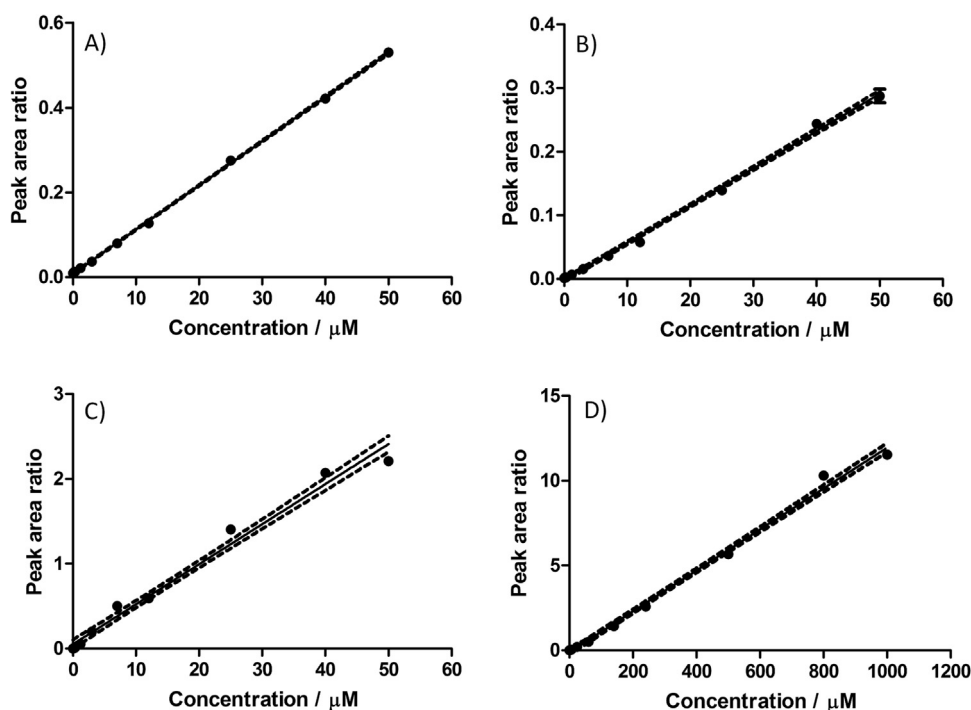 A)
Peak area ratio
0.6
0.4
0.2
0.0
0 10 20 30 40 50 60
Concentration / μM
B)
Peak area ratio
0.4
0.3
0.2
0.1
0.0
0 10 20 30 40 50 60
Concentration / μM
C)
Peak area ratio
3
2
1
0
0 10 20 30 40 50 60
Concentration / μM
D)
Peak area ratio
15
10
5
0
0 200 400 600 800 1000 1200
Concentration / μM